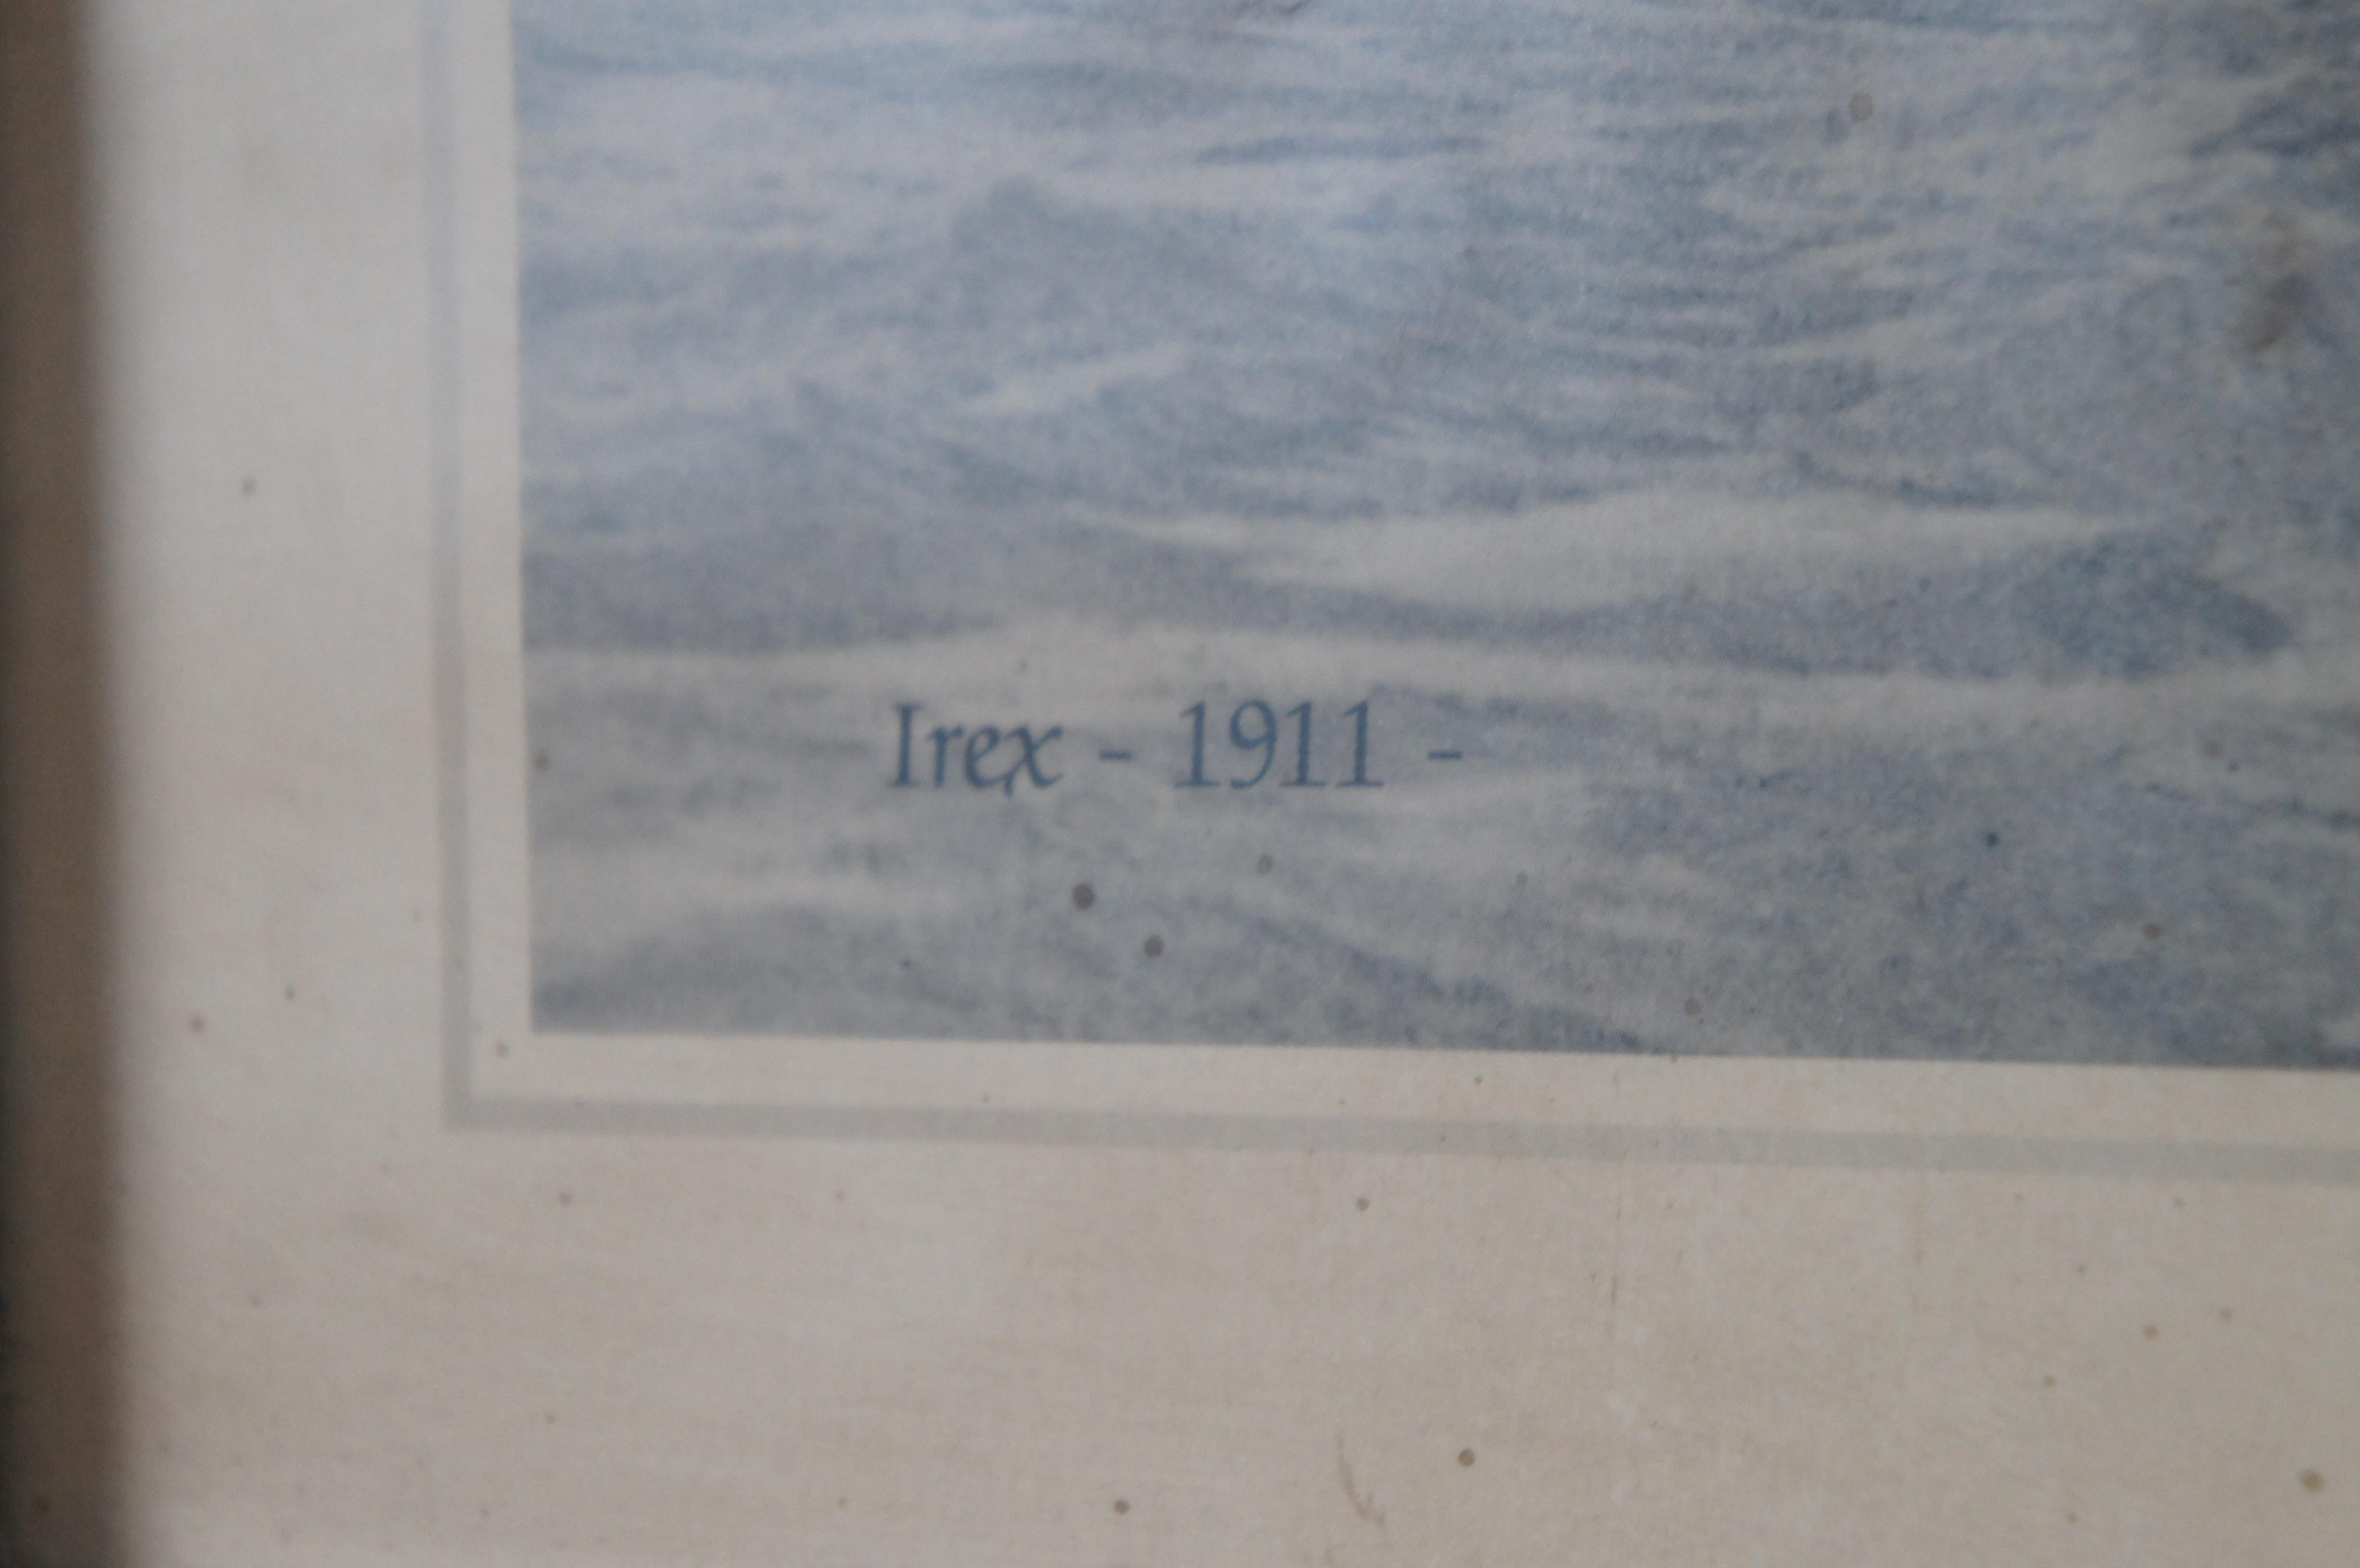 Irex - 1911 -